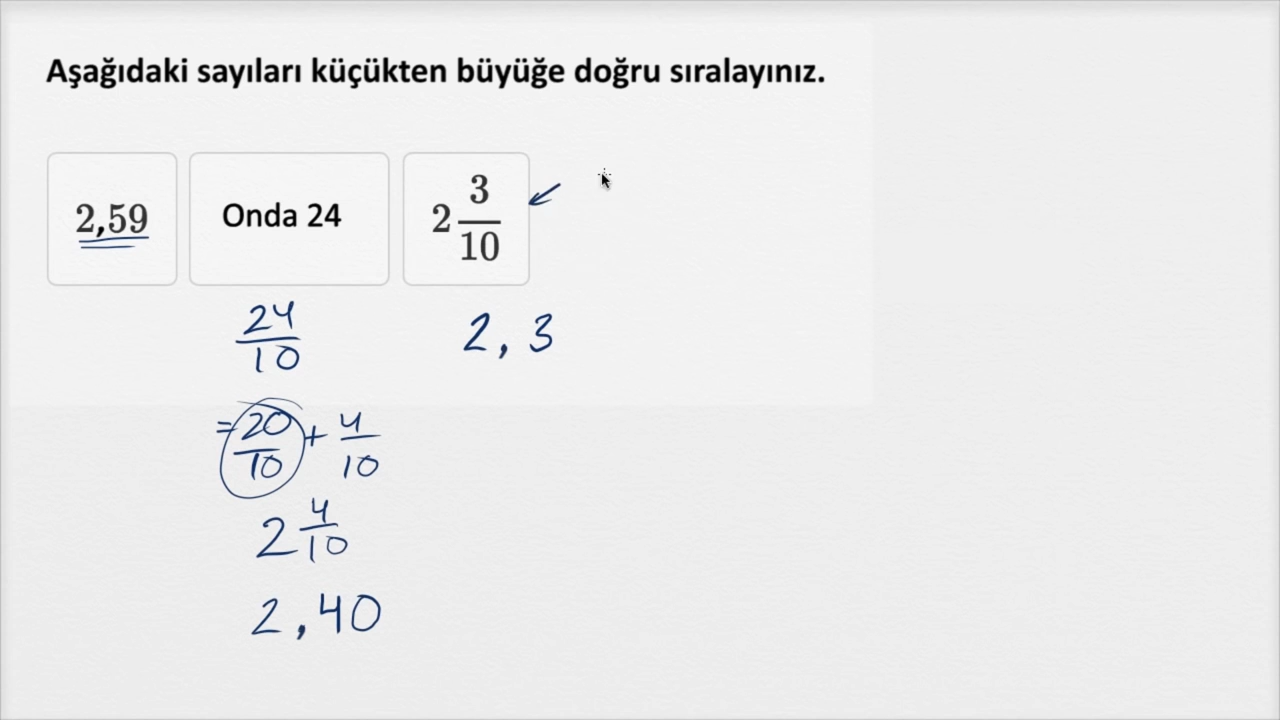 Aşağıdaki sayıları küçükten büyüğe doğru sıralayınız.
2,59 Onda 24 2 3/10
24/10 2,3
= 20/10 + 4/10
2 4/10
2,40